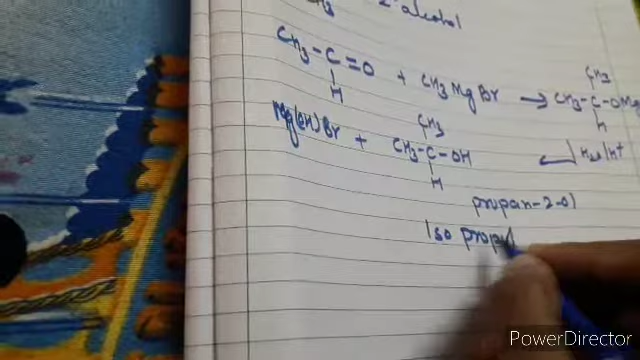 CH3 2° alcohol
CH3-C=O + CH3MgBr → CH3-C-OMg
H
CH3
H
Mg(OH)Br + CH3-C-OH H2O/H+
CH3
H
propan-2-ol
Iso propyl
PowerDirector